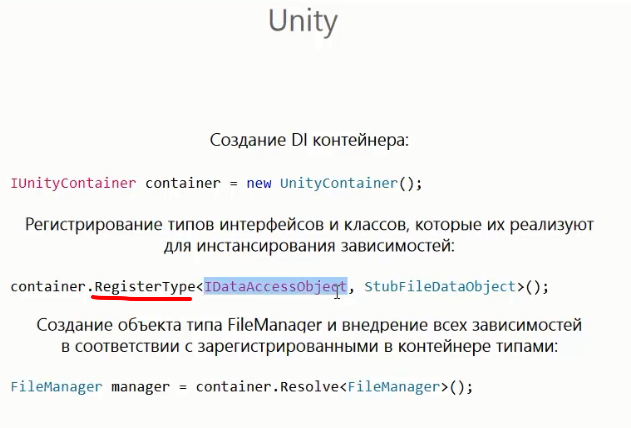 Unity
Создание DI контейнера:
IUnityContainer container = new UnityContainer();
Регистрирование типов интерфейсов и классов, которые их реализуют
для инстансирования зависимостей:
container.RegisterType<IDataAccessObject, StubFileDataObject>();
Создание объекта типа FileManager и внедрение всех зависимостей
в соответствии с зарегистрированными в контейнере типами:
FileManager manager = container.Resolve<FileManager>();